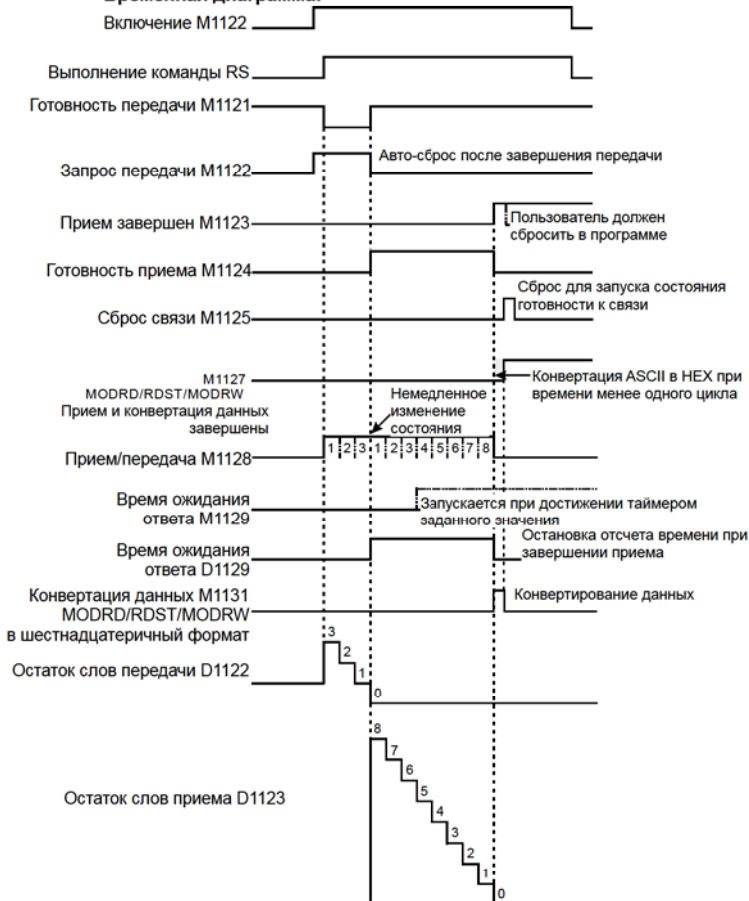 Включение M1122
Выполнение команды RS
Готовность передачи M1121
Запрос передачи M1122
Авто-сброс после завершения передачи
Прием завершен M1123
Пользователь должен
сбросить в программе
Готовность приема M1124
Сброс для запуска состояния
готовности к связи
Сброс связи M1125
M1127
MODRD/RDST/MODRW
Прием и конвертация данных
завершены
Конвертация ASCII в HEX при
времени менее одного цикла
Немедленное
изменение
состояния
Прием/передача M1128
1 2 3 1 2 3 4 5 6 7 8
Время ожидания
ответа M1129
Запускается при достижении таймером
заданного значения
Время ожидания
ответа D1129
Остановка отсчета времени при
завершении приема
Конвертация данных M1131
MODRD/RDST/MODRW
в шестнадцатеричный формат
Конвертирование данных
Остаток слов передачи D1122
3
2
1
0
Остаток слов приема D1123
8
7
6
5
4
3
2
1
0